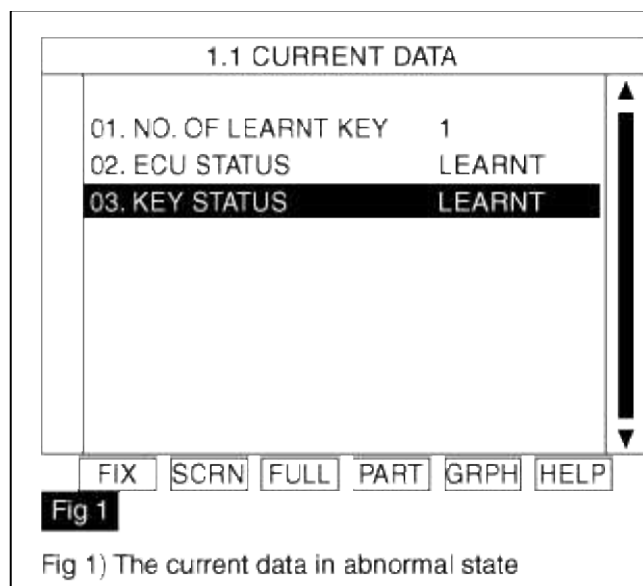 1.1 CURRENT DATA
01. NO. OF LEARNT KEY 1
02. ECU STATUS LEARNT
03. KEY STATUS LEARNT
FIX SCRN FULL PART GRPH HELP
Fig 1
Fig 1) The current data in abnormal state